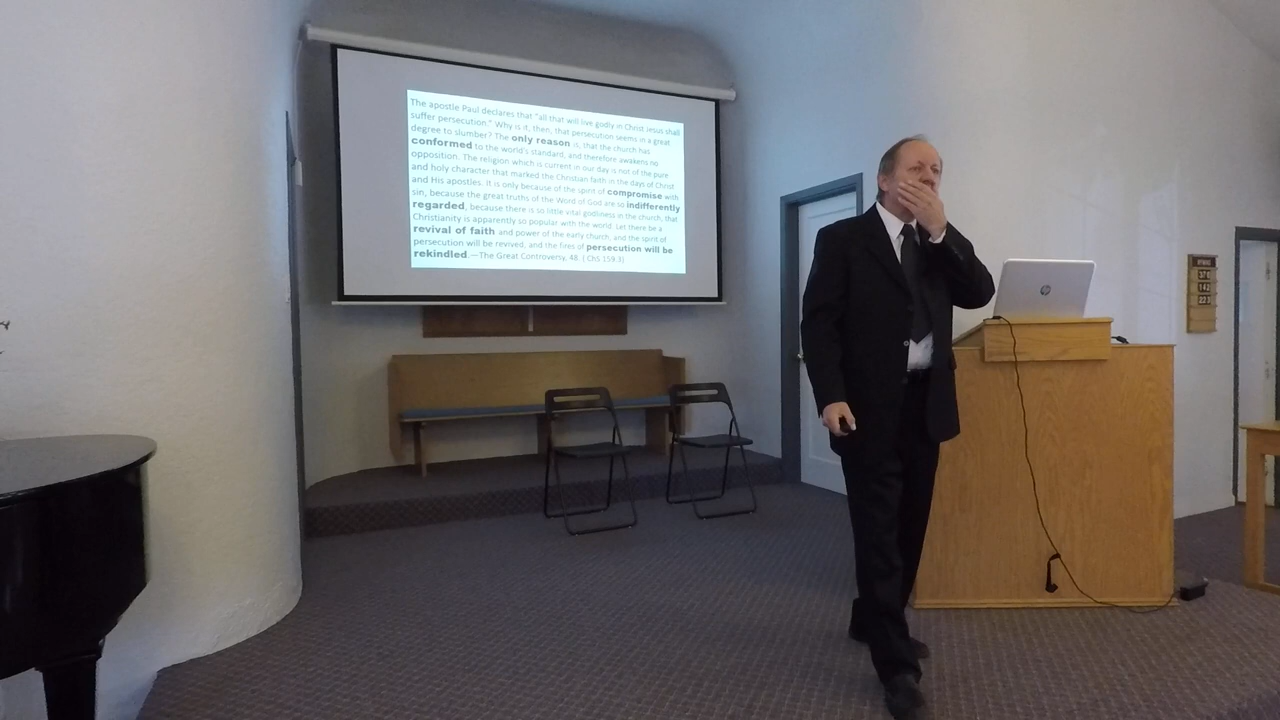 The apostle Paul declares that "all that will live godly in Christ Jesus shall
suffer persecution." Why is it, then, that persecution seems in a great
degree to slumber? The only reason is, that the church has
conformed to the world's standard, and therefore awakens no
opposition. The religion which is current in our day is not of the pure
and holy character that marked the Christian faith in the days of Christ
and His apostles. It is only because of the spirit of compromise with
sin, because the great truths of the Word of God are so indifferently
regarded, because there is so little vital godliness in the church, that
Christianity is apparently so popular with the world. Let there be a
revival of faith and power of the early church, and the spirit of
persecution will be revived, and the fires of persecution will be
rekindled.—The Great Controversy, 48. ( ChS 159.3)
hp
HYMNS
376
142
223